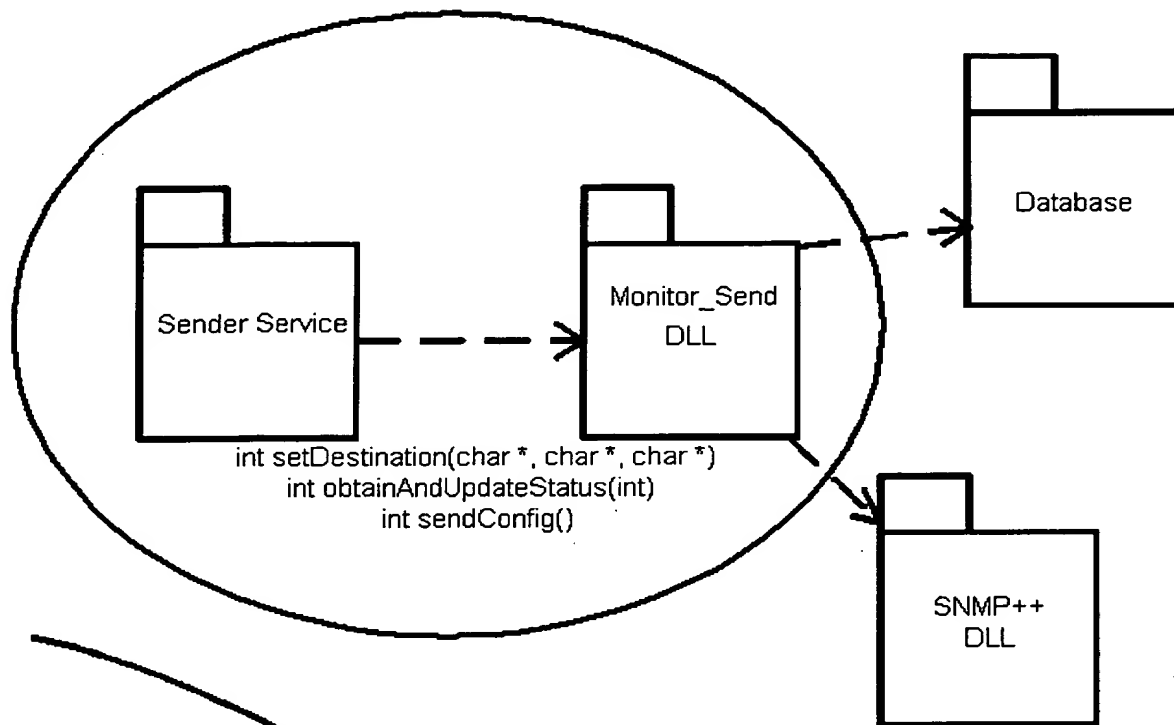 Database
Sender Service
Monitor_Send
DLL
int setDestination(char *, char *, char *)
int obtainAndUpdateStatus(int)
int sendConfig()
SNMP++
DLL